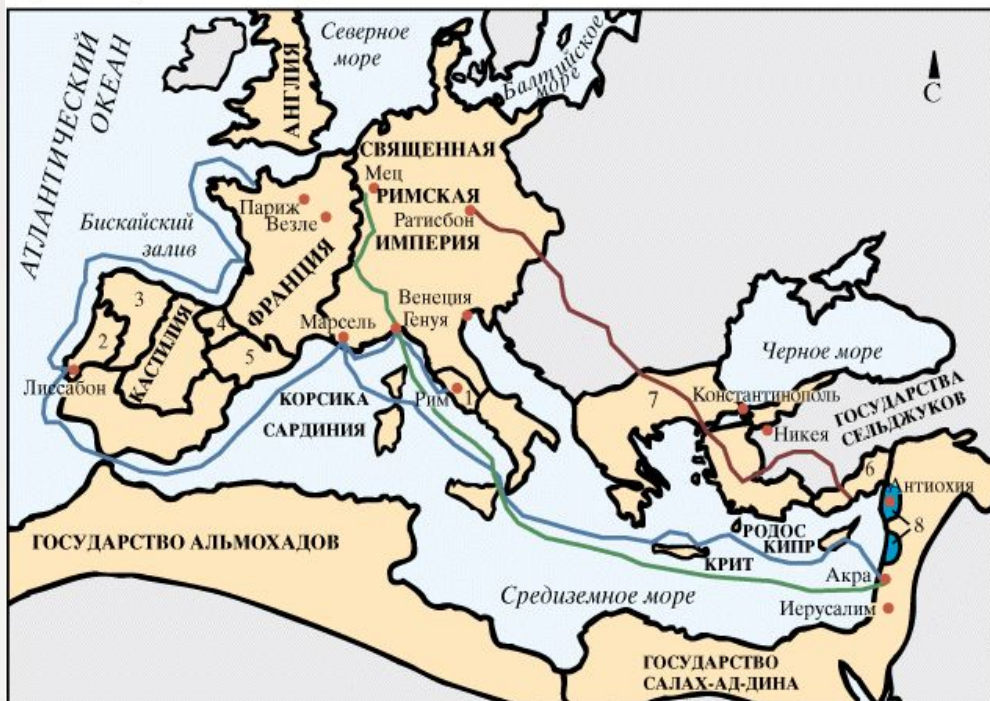 Северное
море
Балтийское
море
С
АТЛАНТИЧЕСКИЙ
ОКЕАН
АНГЛИЯ
СВЯЩЕННАЯ
Мец
РИМСКАЯ
Париж
Ратисбон
Везле
ИМПЕРИЯ
Бискайский
залив
ФРАНЦИЯ
3
2
КАСТИЛИЯ
4
5
Венеция
Генуя
Марсель
Лиссабон
КОРСИКА
САРДИНИЯ
Рим
1
Черное море
7
Константинополь
ГОСУДАРСТВА
СЕЛЬДЖУКОВ
Никея
6
Антиохия
8
ГОСУДАРСТВО АЛЬМОХАДОВ
РОДОС
КИПР
КРИТ
Акра
Средиземное море
Иерусалим
ГОСУДАРСТВО
САЛАХ-АД-ДИНА